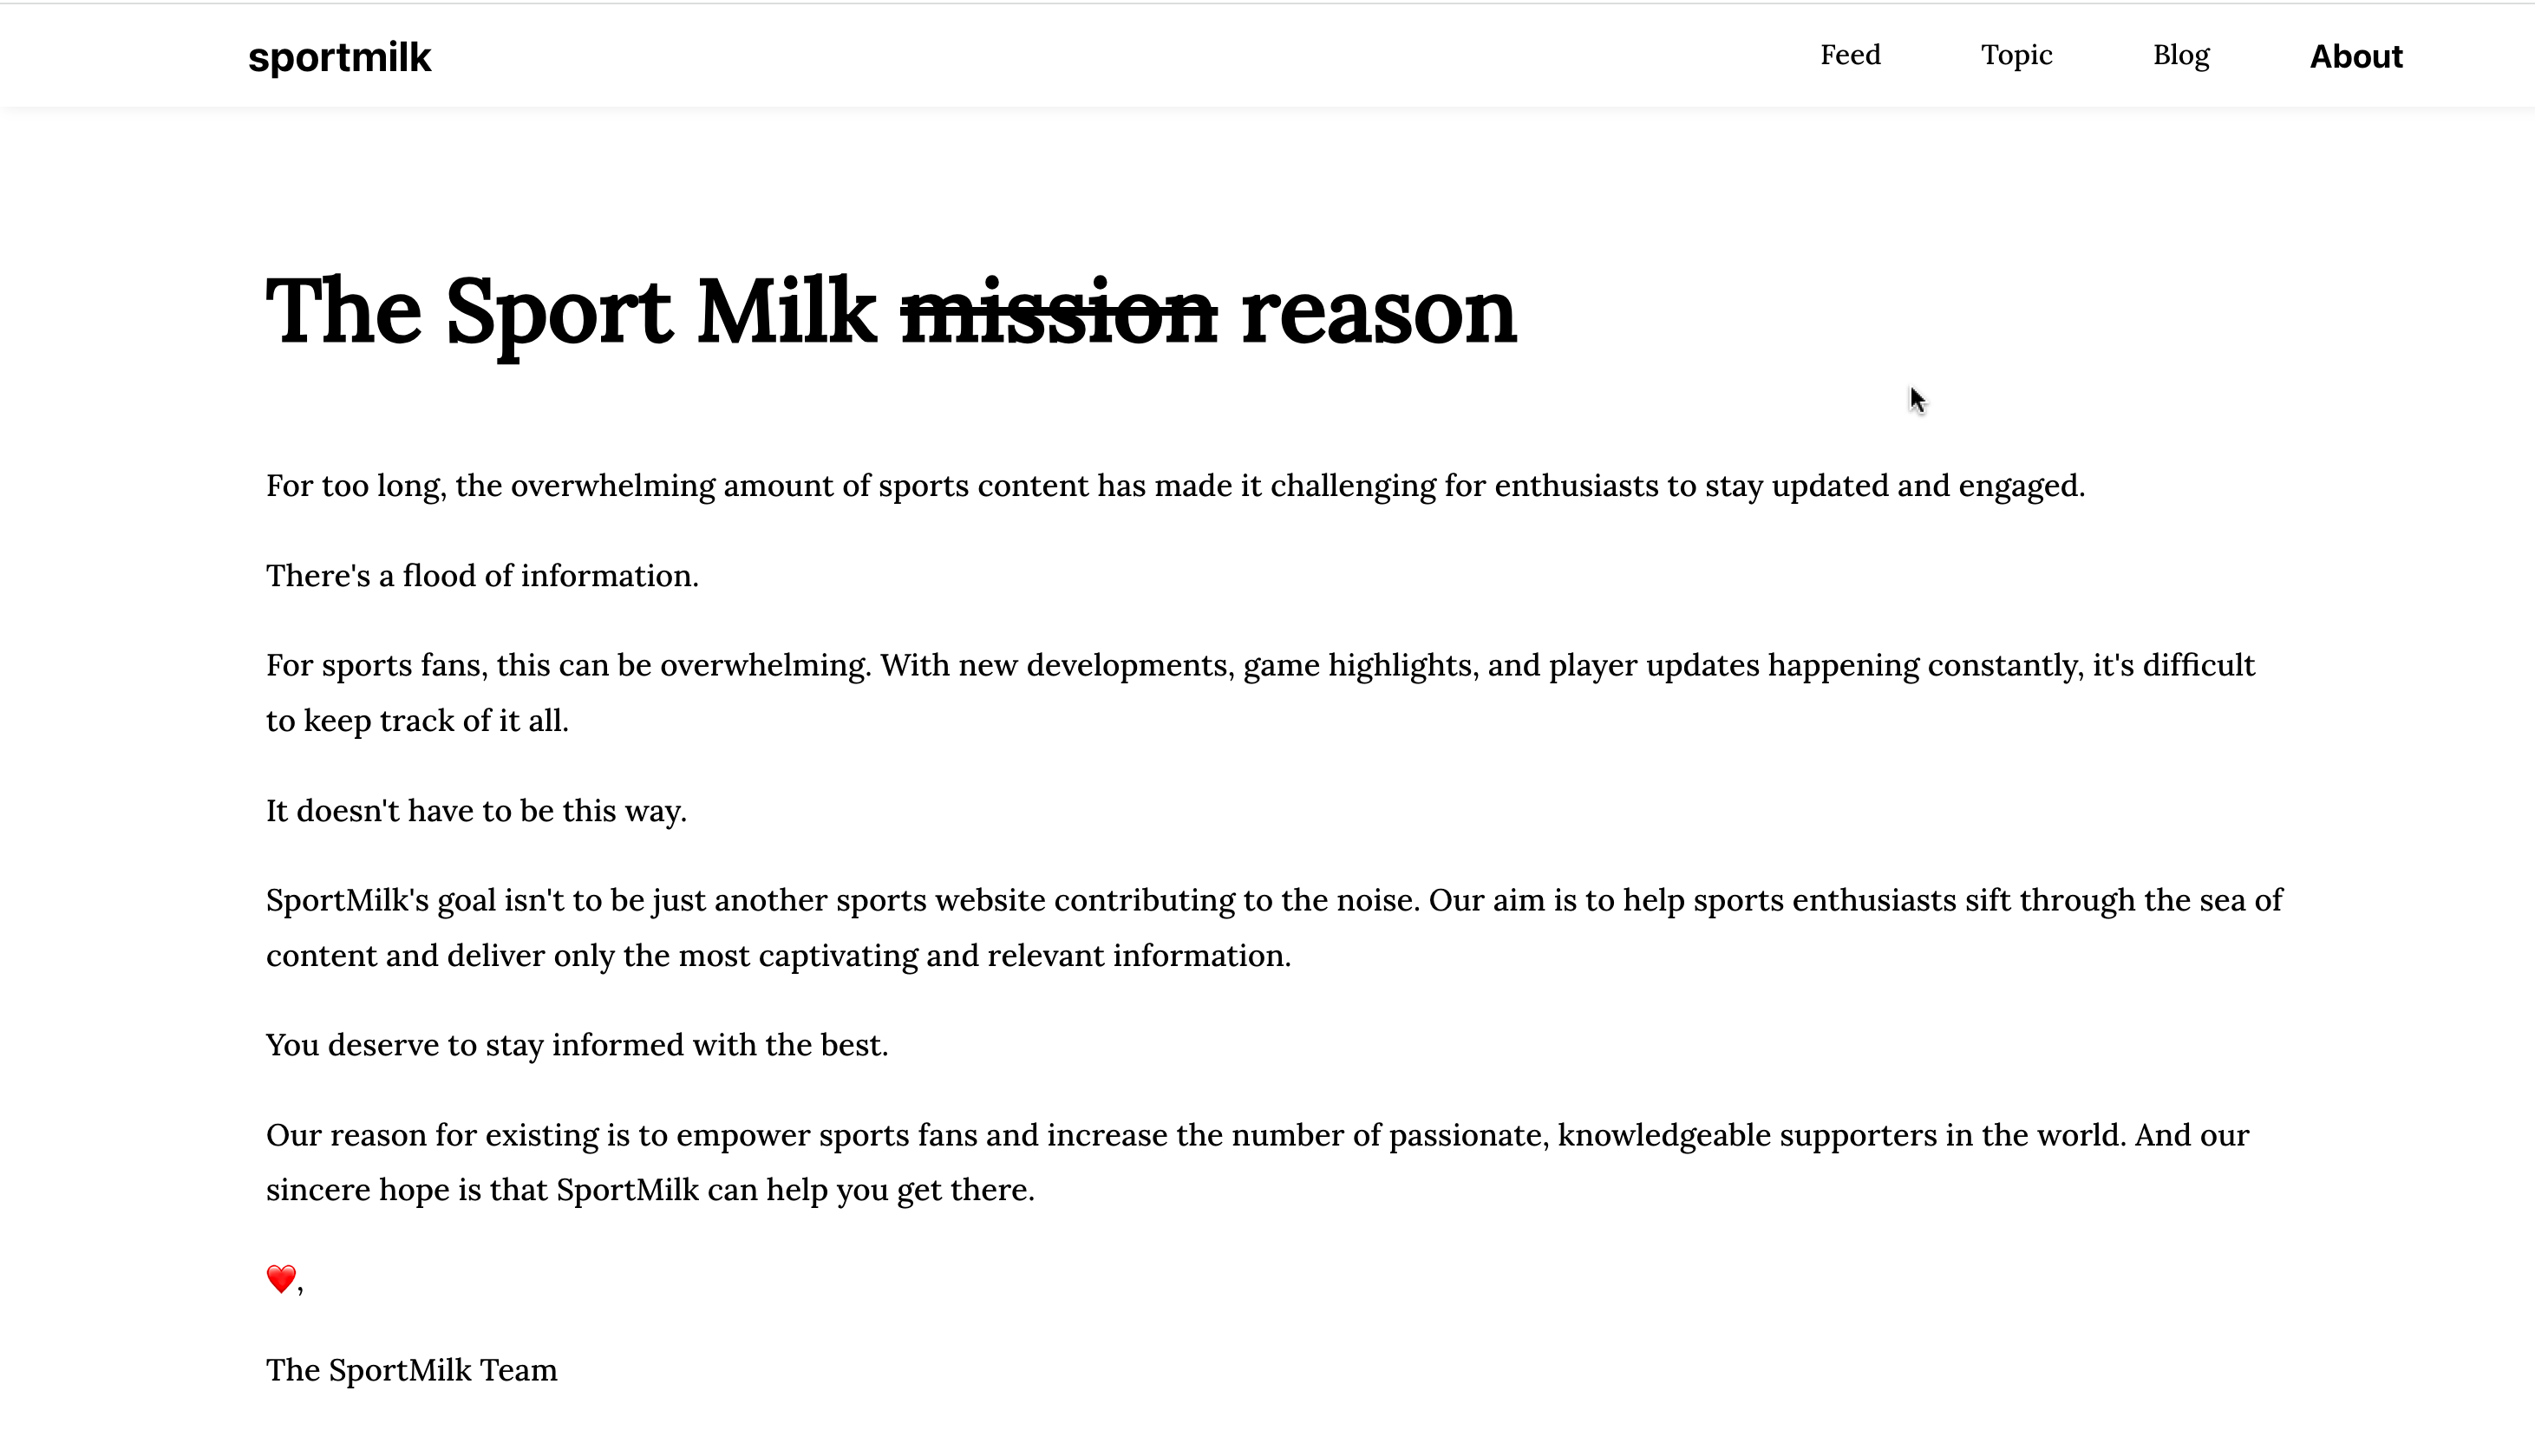 sportmilk
Feed
Topic
Blog
About
The Sport Milk mission reason
For too long, the overwhelming amount of sports content has made it challenging for enthusiasts to stay updated and engaged.
There's a flood of information.
For sports fans, this can be overwhelming. With new developments, game highlights, and player updates happening constantly, it's difficult
to keep track of it all.
It doesn't have to be this way.
SportMilk's goal isn't to be just another sports website contributing to the noise. Our aim is to help sports enthusiasts sift through the sea of
content and deliver only the most captivating and relevant information.
You deserve to stay informed with the best.
Our reason for existing is to empower sports fans and increase the number of passionate, knowledgeable supporters in the world. And our
sincere hope is that SportMilk can help you get there.
❤️,
The SportMilk Team